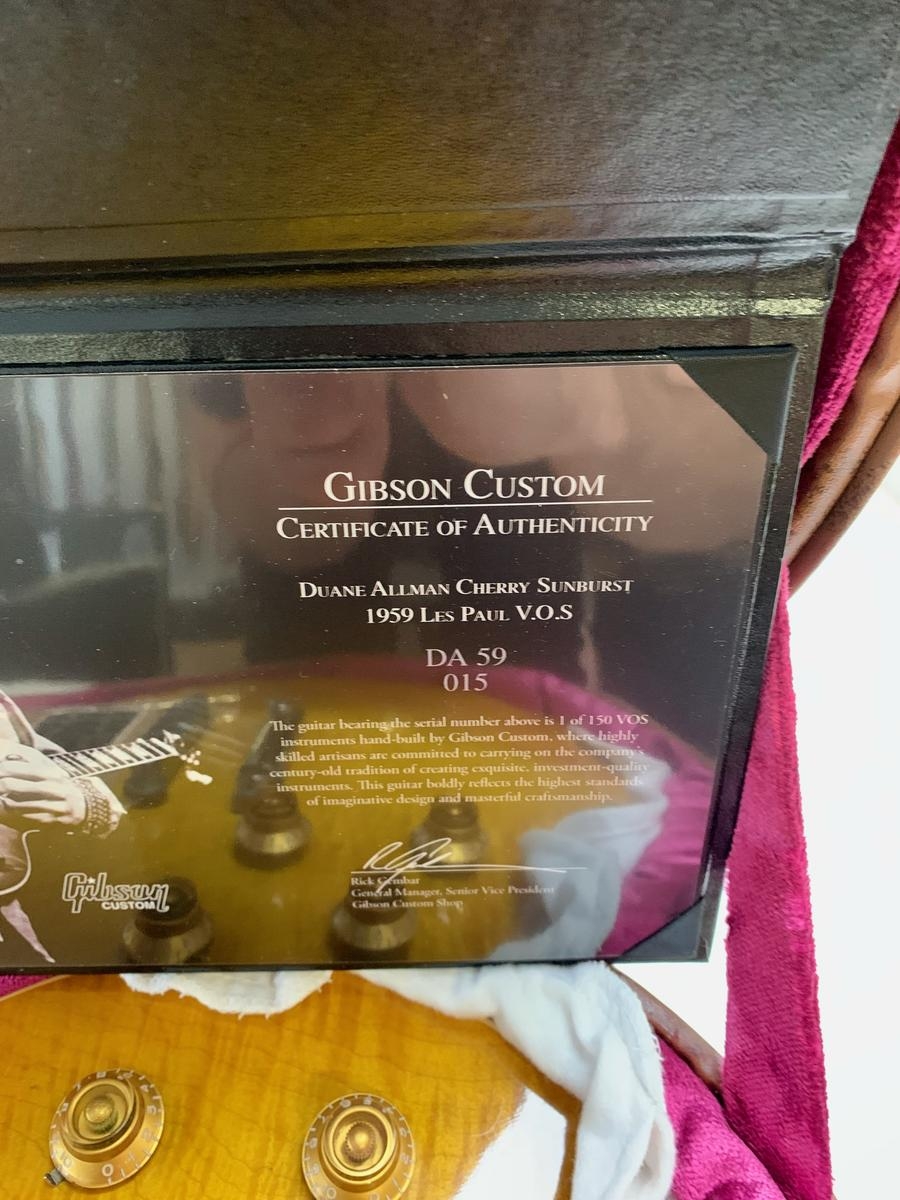 GIBSON CUSTOM
CERTIFICATE OF AUTHENTICITY
DUANE ALLMAN CHERRY SUNBURST
1959 LES PAUL V.O.S
DA 59
015
The guitar bearing the serial number above is 1 of 150 VOS
instruments hand-built by Gibson Custom, where highly
skilled artisans are committed to carrying on the company's
century-old tradition of creating exquisite, investment-quality
instruments. This guitar boldly reflects the highest standards
of imaginative design and masterful craftsmanship.
Rick Gembar
General Manager, Senior Vice President
Gibson Custom Shop
Gibson
CUSTOM